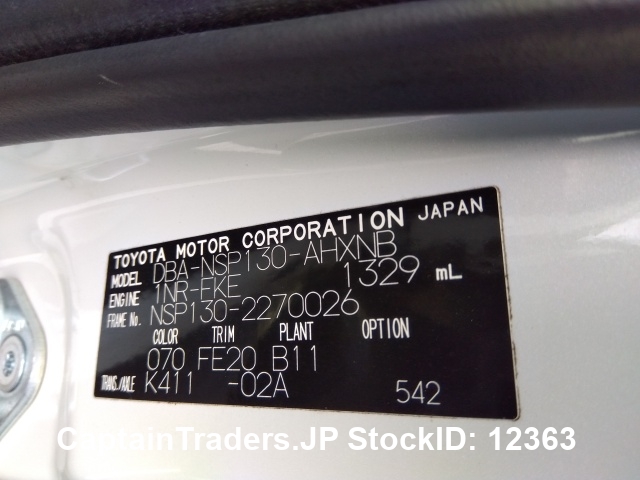 TOYOTA MOTOR CORPORATION JAPAN
MODEL DBA-NSP130-AHXNB
ENGINE 1NR-FKE 1329 mL
FRAME No. NSP130-2270026
COLOR TRIM PLANT OPTION
070 FE20 B11
TRANS./AXLE K411 -02A 542
CaptainTraders.JP StockID: 12363